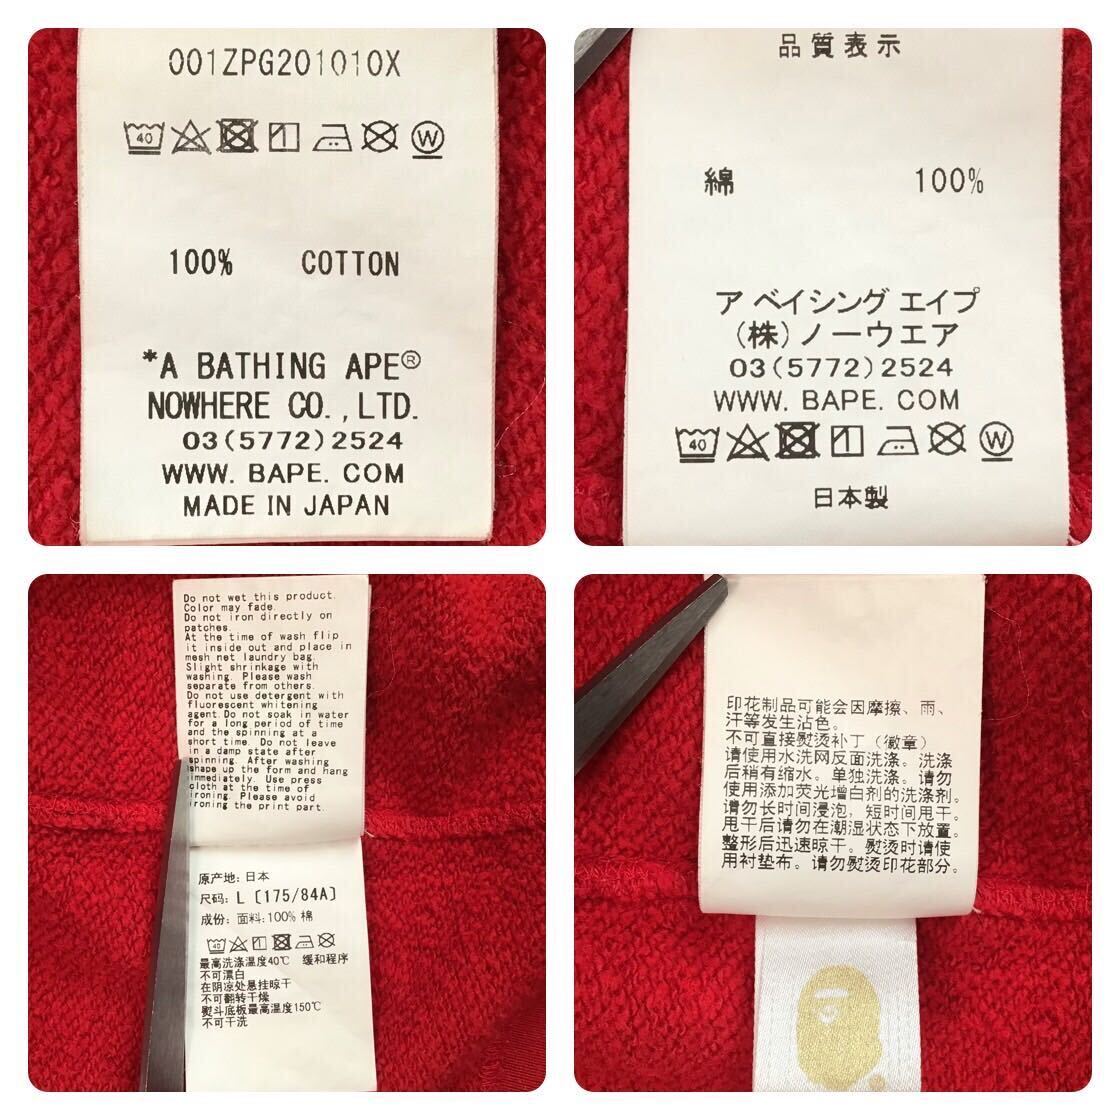 001ZPG201010X
40
W
100% COTTON
*A BATHING APE®
NOWHERE CO.,LTD.
03(5772)2524
WWW.BAPE.COM
MADE IN JAPAN
品質表示
綿 100%
ア ベイシング エイプ
(株)ノーウエア
03(5772)2524
WWW.BAPE.COM
40
W
日本製
Do not wet this product.
Color may fade.
Do not iron directly on
patches.
At the time of wash flip
it inside out and place in
mesh net laundry bag.
Slight shrinkage with
washing. Please wash
separate from others.
Do not use detergent with
fluorescent whitening
agent.Do not soak in water
for a long period of time
and the spinning at a
short time. Do not leave
in a damp state after
spinning. After washing
shape up the form and hang
immediately. Use press
cloth at the time of
ironing. Please avoid
ironing the print part.
原产地: 日本
尺码: L (175/84A)
成份: 面料:100% 棉
40
最高洗涤温度40℃ 缓和程序
不可漂白
在阴凉处悬挂晾干
不可翻转干燥
熨斗底板最高温度150℃
不可干洗
印花制品可能会因摩擦、雨、
汗等发生沾色。
不可直接熨烫补丁（徽章）
请使用水洗网反面洗涤。洗涤
后稍有缩水。单独洗涤。请勿
使用添加荧光增白剂的洗涤剂。
请勿长时间浸泡，短时间甩干。
甩干后请勿在潮湿状态下放置。
整形后迅速晾干。熨烫时请使
用衬垫布。请勿熨烫印花部分。